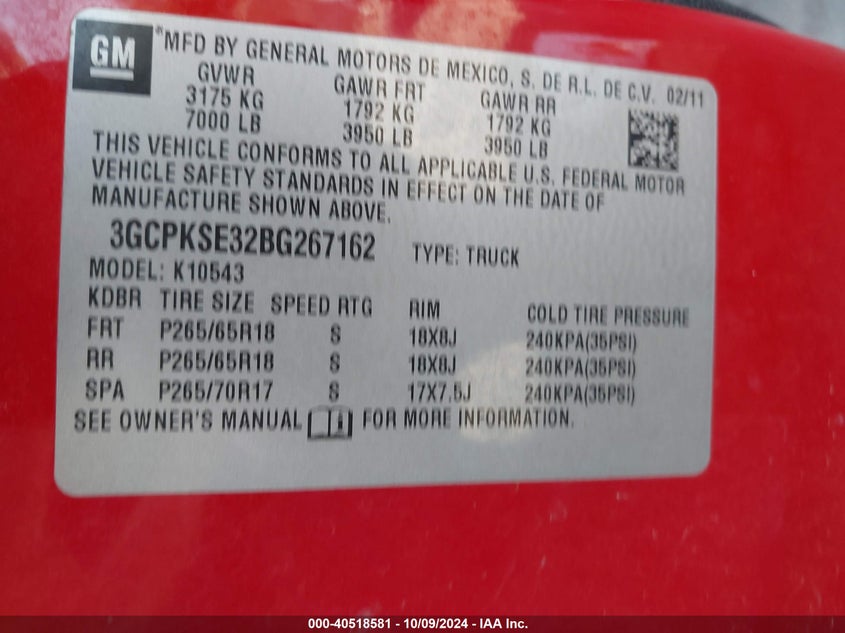 GM
*MFD BY GENERAL MOTORS DE MEXICO, S. DE R.L. DE C.V. 02/11
GVWR GAWR FRT GAWR RR
3175 KG 1792 KG 1792 KG
7000 LB 3950 LB 3950 LB
THIS VEHICLE CONFORMS TO ALL APPLICABLE U.S. FEDERAL MOTOR
VEHICLE SAFETY STANDARDS IN EFFECT ON THE DATE OF
MANUFACTURE SHOWN ABOVE.
3GCPKSE32BG267162 TYPE: TRUCK
MODEL: K10543
KDBR TIRE SIZE SPEED RTG RIM COLD TIRE PRESSURE
FRT P265/65R18 S 18X8J 240KPA(35PSI)
RR P265/65R18 S 18X8J 240KPA(35PSI)
SPA P265/70R17 S 17X7.5J 240KPA(35PSI)
SEE OWNER'S MANUAL FOR MORE INFORMATION.
000-40518581 - 10/09/2024 - IAA Inc.